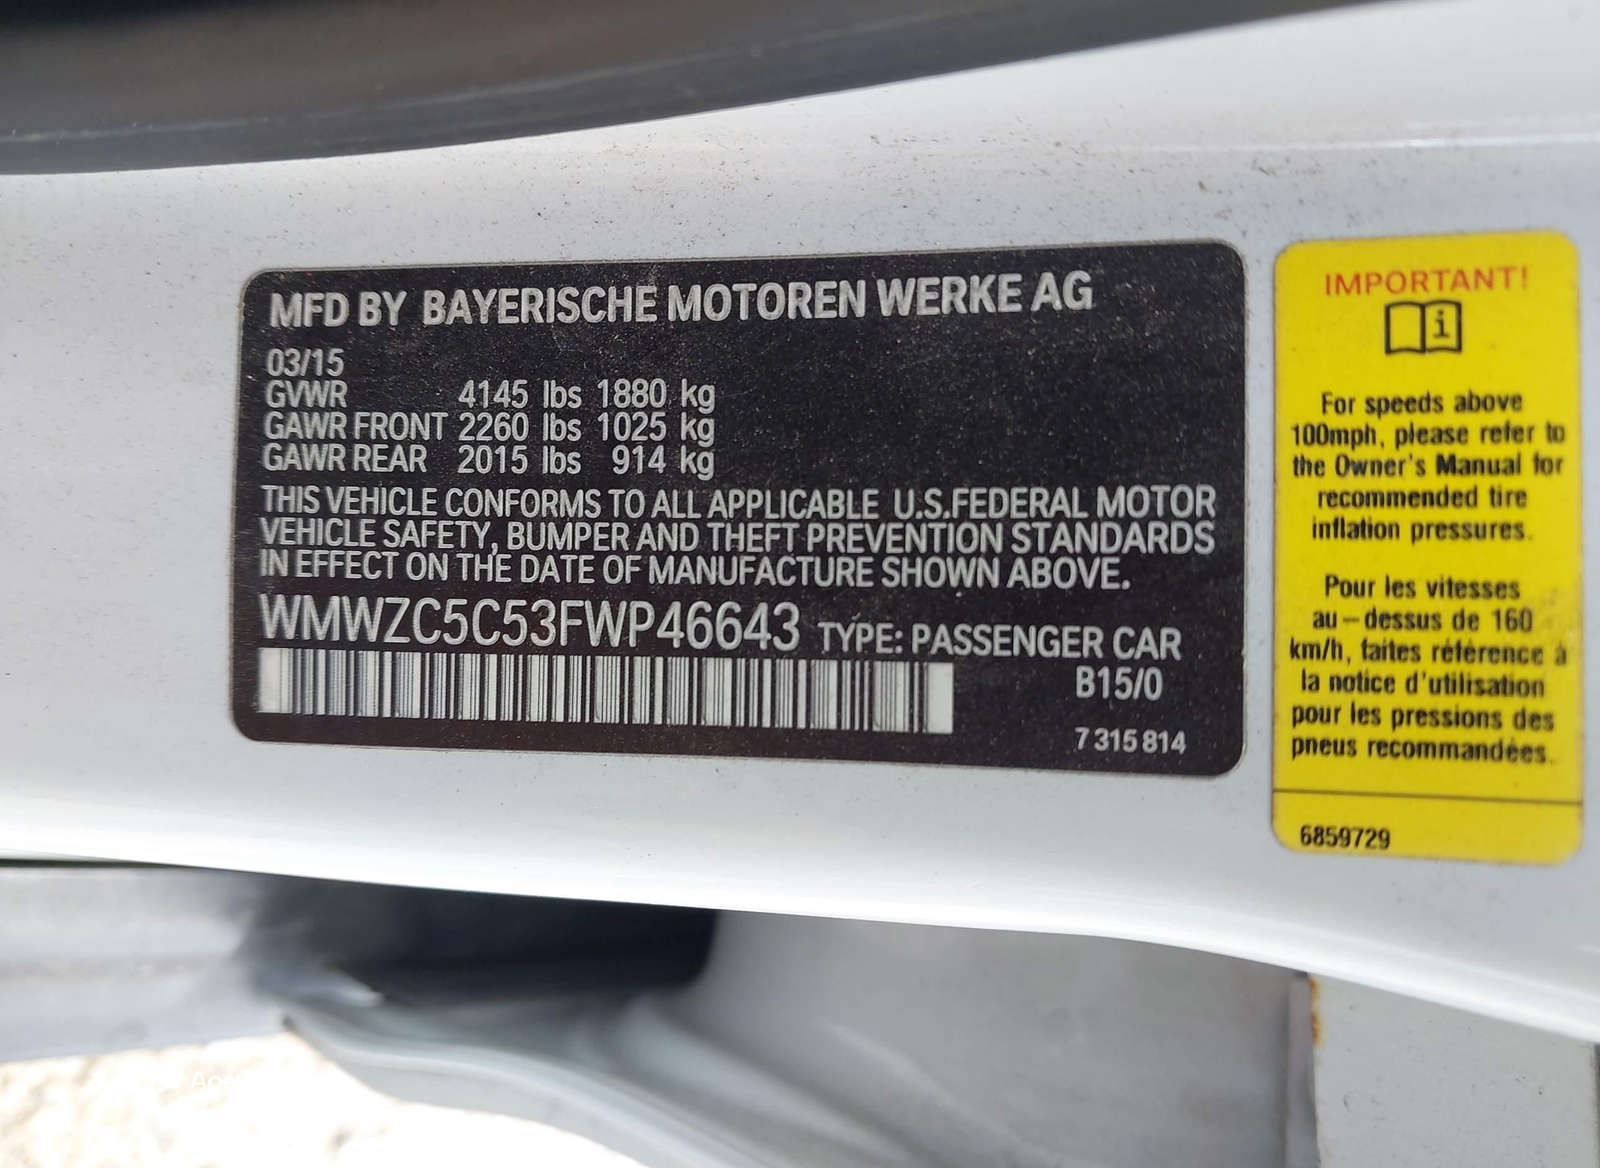 MFD BY BAYERISCHE MOTOREN WERKE AG
03/15
GVWR 4145 lbs 1880 kg
GAWR FRONT 2260 lbs 1025 kg
GAWR REAR 2015 lbs 914 kg
THIS VEHICLE CONFORMS TO ALL APPLICABLE U.S.FEDERAL MOTOR
VEHICLE SAFETY, BUMPER AND THEFT PREVENTION STANDARDS
IN EFFECT ON THE DATE OF MANUFACTURE SHOWN ABOVE.
WMWZC5C53FWP46643 TYPE: PASSENGER CAR
B15/0
7 315 814
IMPORTANT!
i
For speeds above
100mph, please refer to
the Owner's Manual for
recommended tire
inflation pressures.
Pour les vitesses
au-dessus de 160
km/h, faites référence à
la notice d'utilisation
pour les pressions des
pneus recommandées.
6859729